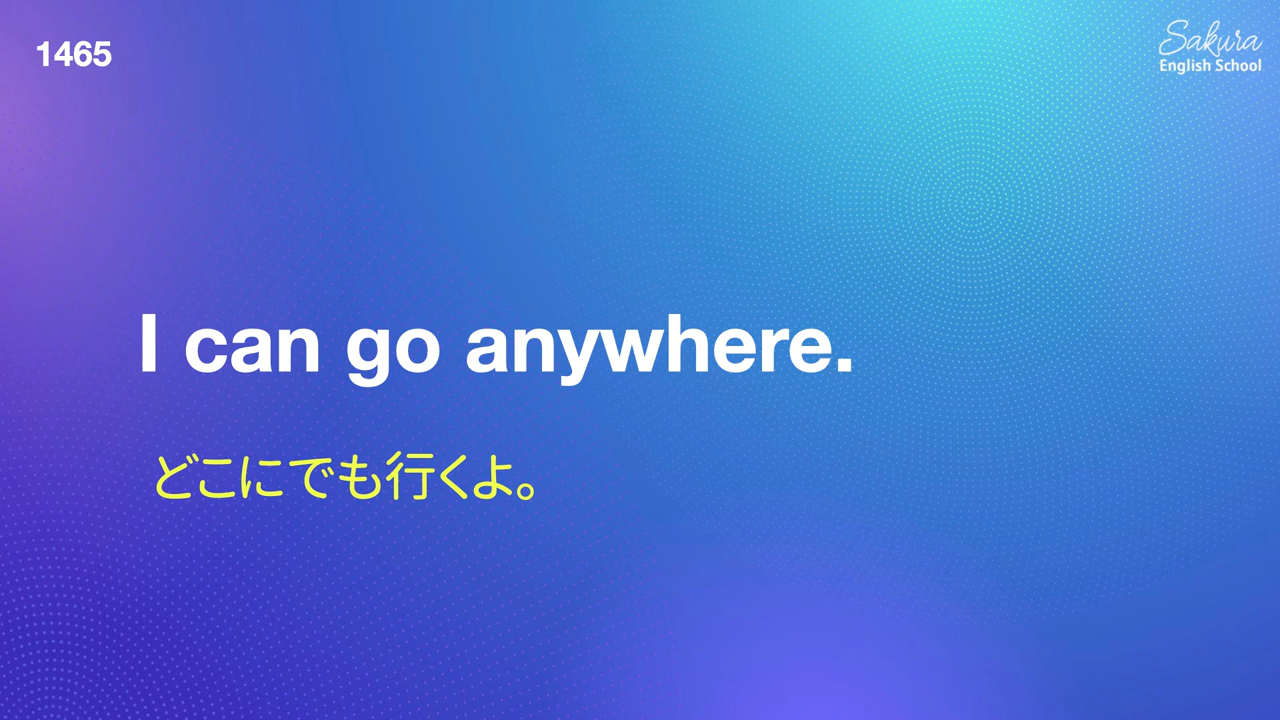 1465
Sakura
English School
I can go anywhere.
どこにでも行くよ。